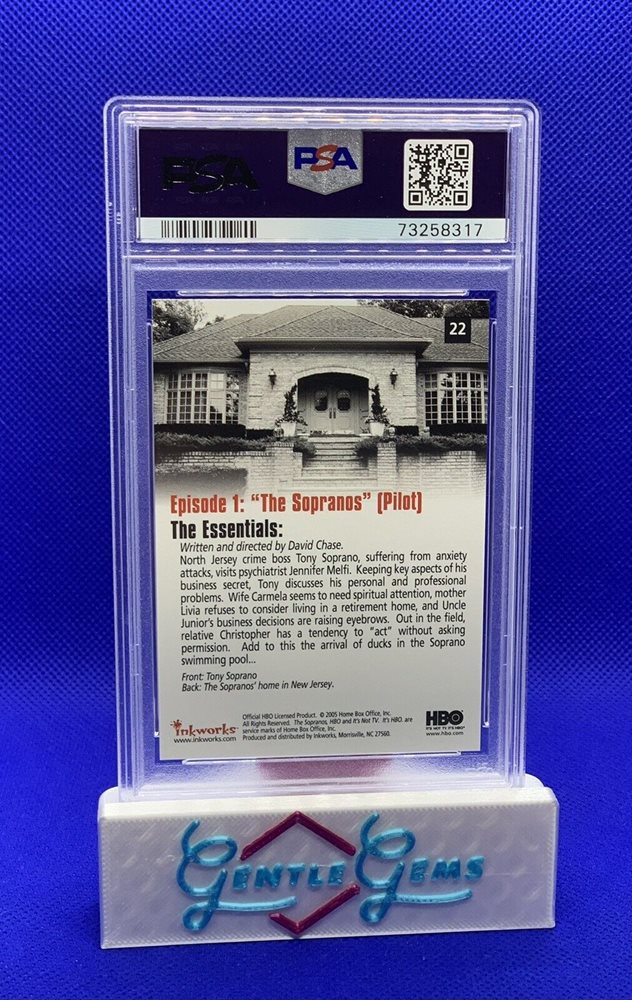 PSA
PSA
73258317
22
Episode 1: “The Sopranos” (Pilot)
The Essentials:
Written and directed by David Chase.
North Jersey crime boss Tony Soprano, suffering from anxiety
attacks, visits psychiatrist Jennifer Melfi. Keeping key aspects of his
business secret, Tony discusses his personal and professional
problems. Wife Carmela seems to need spiritual attention, mother
Livia refuses to consider living in a retirement home, and Uncle
Junior's business decisions are raising eyebrows. Out in the field,
relative Christopher has a tendency to “act” without asking
permission. Add to this the arrival of ducks in the Soprano
swimming pool...
Front: Tony Soprano
Back: The Sopranos' home in New Jersey.
inkworks
www.inkworks.com
Official HBO Licensed Product. © 2005 Home Box Office, Inc.
All Rights Reserved. The Sopranos, HBO and It's Not TV. It's HBO. are
service marks of Home Box Office, Inc.
Produced and distributed by Inkworks, Morrisville, NC 27560.
HBO
IT'S NOT TV. IT'S HBO.
www.hbo.com
GENTLE GEMS